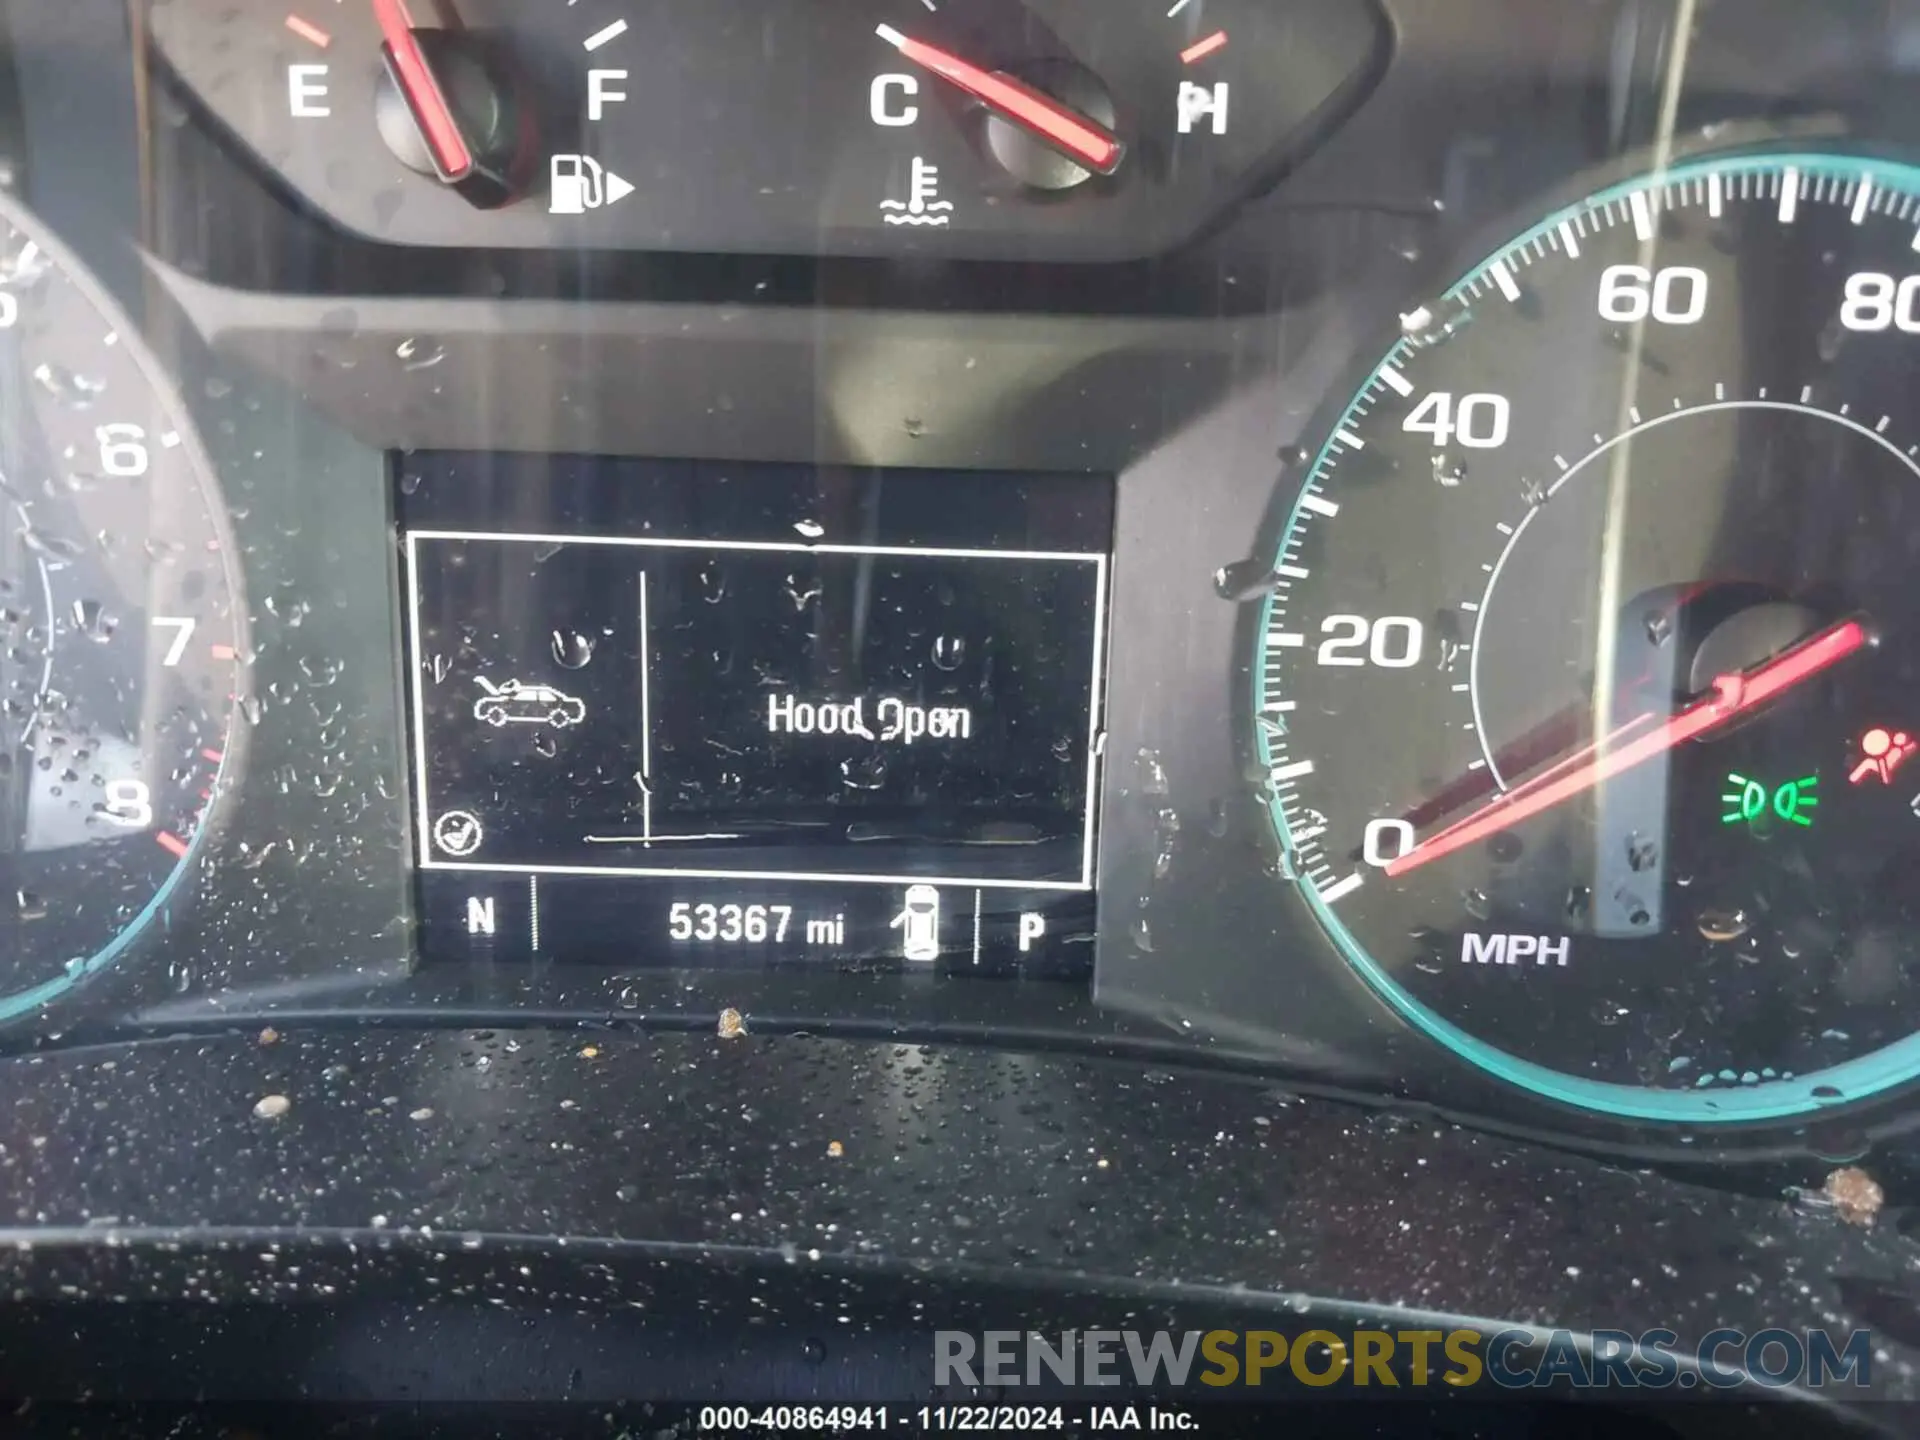 E F C H
60 80
40
6
20
7
Hood Open
8
0
N 53367 mi P
MPH
RENEWSPORTSCARS.COM
000-40864941 - 11/22/2024 - IAA Inc.